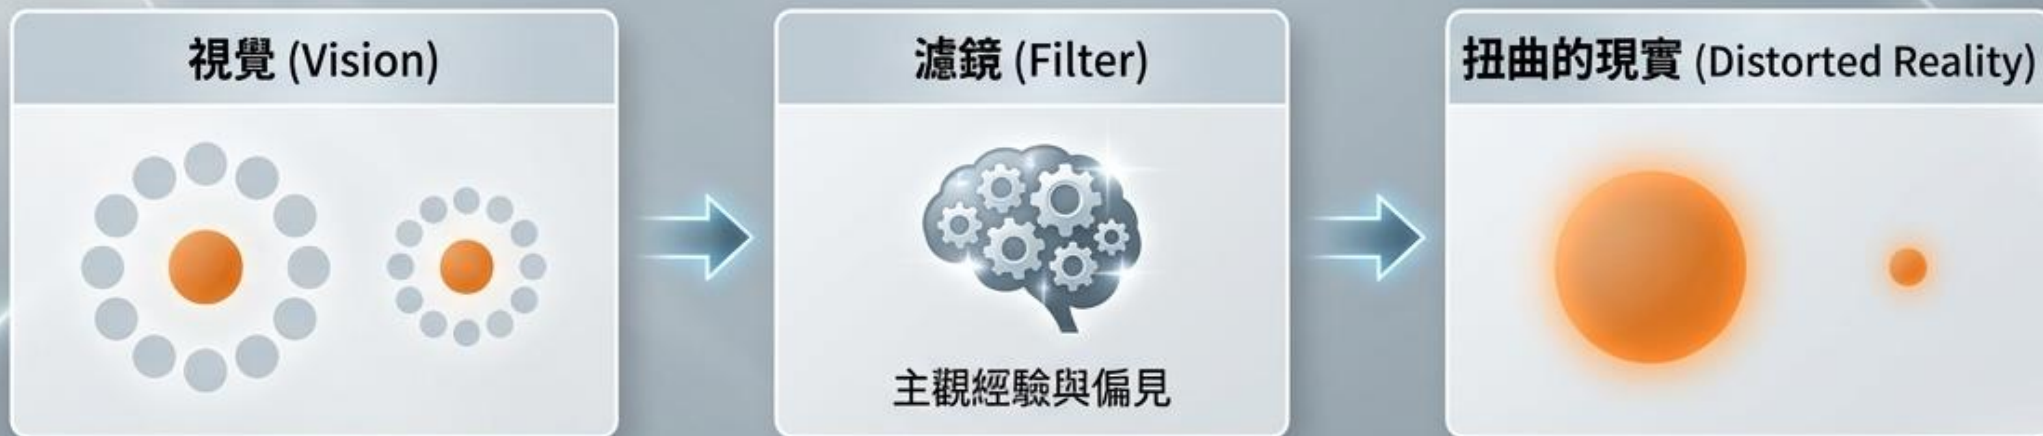 視覺 (Vision)
濾鏡 (Filter)
主觀經驗與偏見
扭曲的現實 (Distorted Reality)